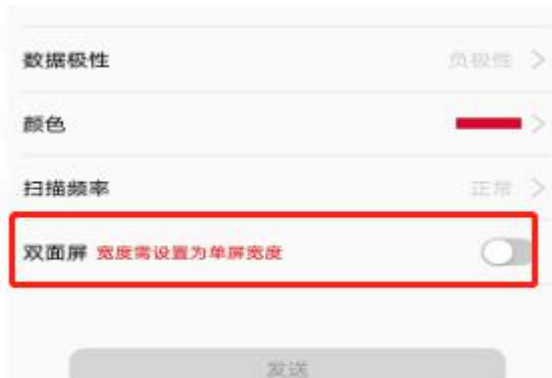 数据极性 负极性 >
颜色 >
扫描频率 正常 >
双面屏 宽度需设置为单屏宽度
发送